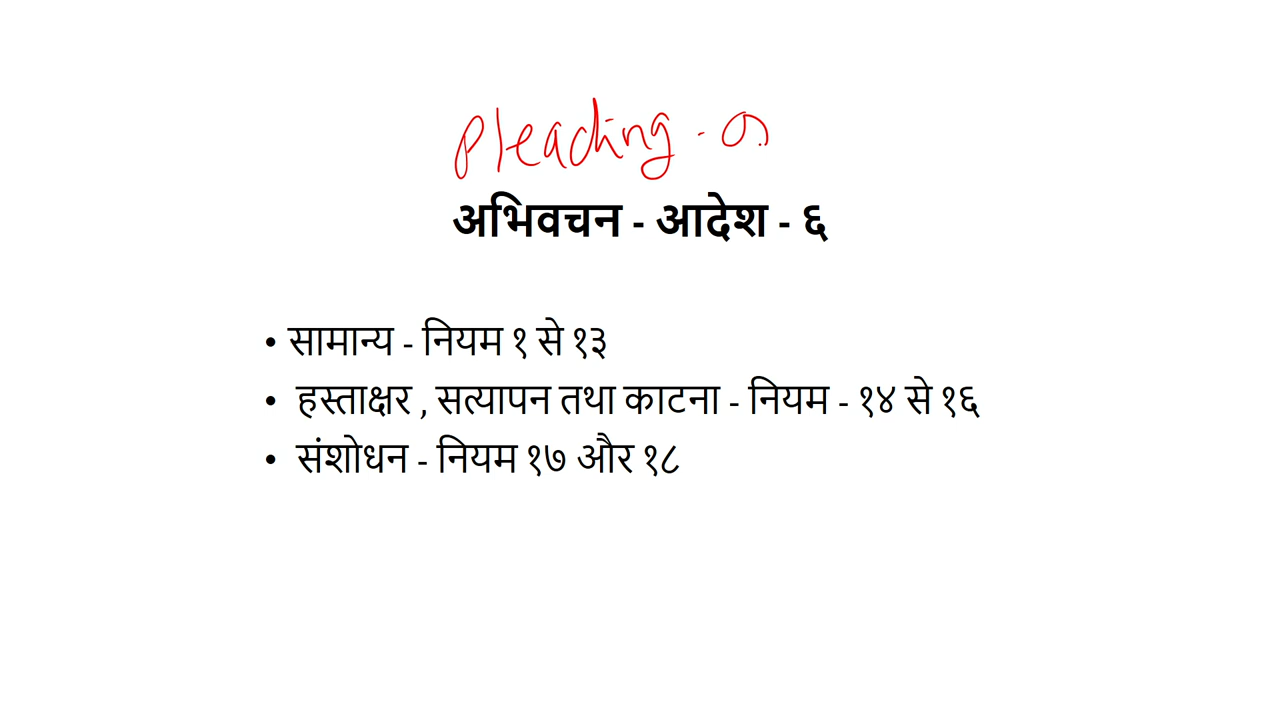 Pleading - O.
अभिवचन - आदेश - ६
• सामान्य - नियम १ से १३
• हस्ताक्षर , सत्यापन तथा काटना - नियम - १४ से १६
• संशोधन - नियम १७ और १८